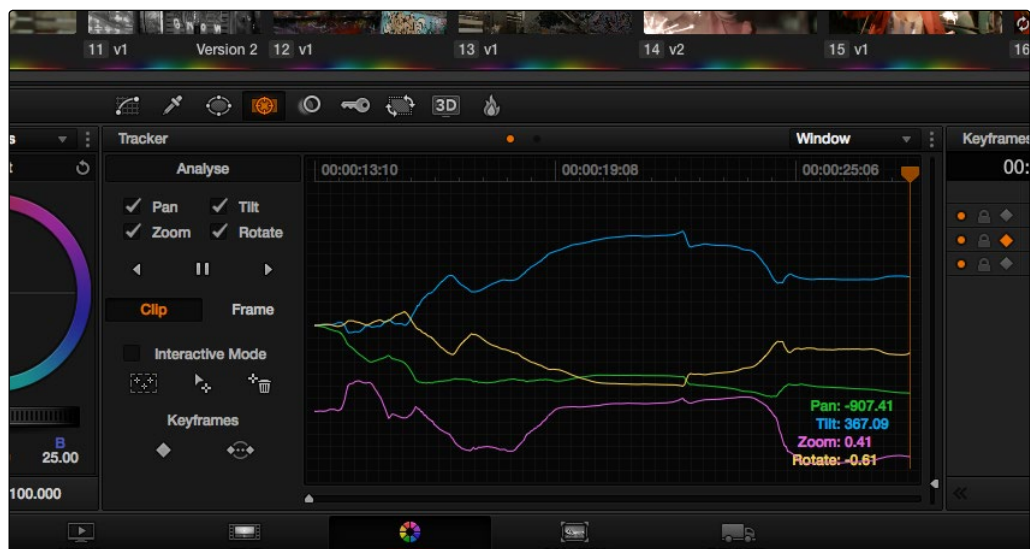 11 v1 Version 2 12 v1 13 v1 14 v2 15 v1 16
3D
s Tracker Window Keyframes
t Analyse 00:00:13:10 00:00:19:08 00:00:25:06 00:
Pan Tilt
Zoom Rotate
Clip Frame
Interactive Mode
Keyframes
Pan: -907.41
Tilt: 367.09
B Zoom: 0.41
25.00 Rotate: -0.61
100.000